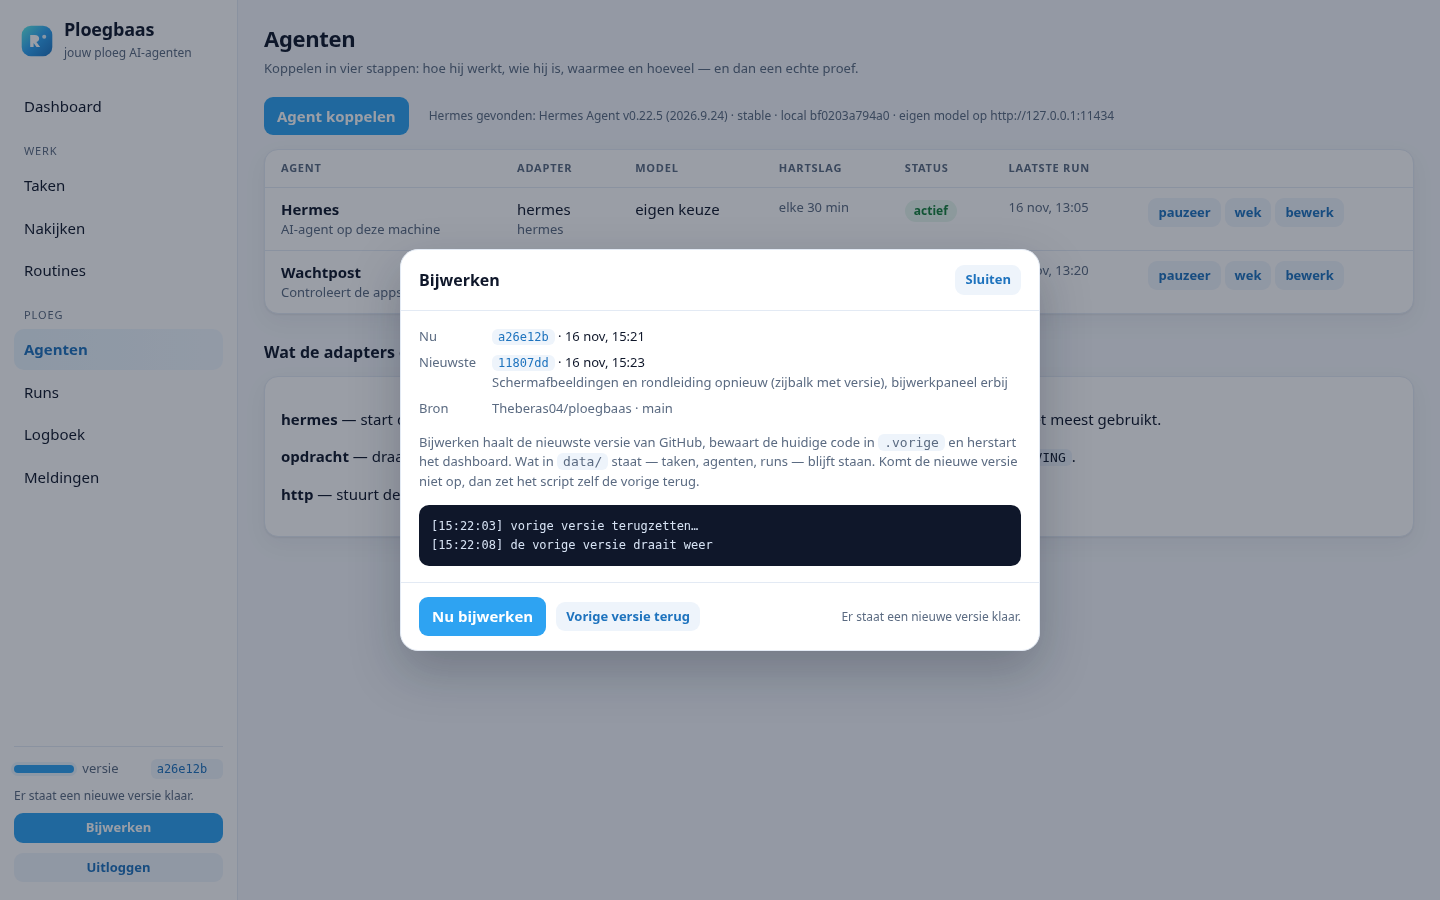 Ploegbaas
jouw ploeg AI-agenten
Dashboard
WERK
Taken
Nakijken
Routines
PLOEG
Agenten
Runs
Logboek
Meldingen
versie a26e12b
Er staat een nieuwe versie klaar.
Bijwerken
Uitloggen
Agenten
Koppelen in vier stappen: hoe hij werkt, wie hij is, waarmee en hoeveel — en dan een echte proef.
Agent koppelen Hermes gevonden: Hermes Agent v0.22.5 (2026.9.24) · stable · local bf0203a794a0 · eigen model op http://127.0.0.1:11434
AGENT ADAPTER MODEL HARTSLAG STATUS LAATSTE RUN
Hermes hermes eigen keuze elke 30 min actief 16 nov, 13:05 pauzeer wek bewerk
AI-agent op deze machine hermes
Wachtpost 13:20 pauzeer wek bewerk
Controleert de apps
Wat de adapters
hermes — start t meest gebruikt.
opdracht —
http — stuurt de
Bijwerken Sluiten
Nu a26e12b · 16 nov, 15:21
Nieuwste 11807dd · 16 nov, 15:23
Schermafbeeldingen en rondleiding opnieuw (zijbalk met versie), bijwerkpaneel erbij
Bron Theberas04/ploegbaas · main
Bijwerken haalt de nieuwste versie van GitHub, bewaart de huidige code in .vorige en herstart
het dashboard. Wat in data/ staat — taken, agenten, runs — blijft staan. Komt de nieuwe versie
niet op, dan zet het script zelf de vorige terug.
[15:22:03] vorige versie terugzetten…
[15:22:08] de vorige versie draait weer
Nu bijwerken Vorige versie terug Er staat een nieuwe versie klaar.